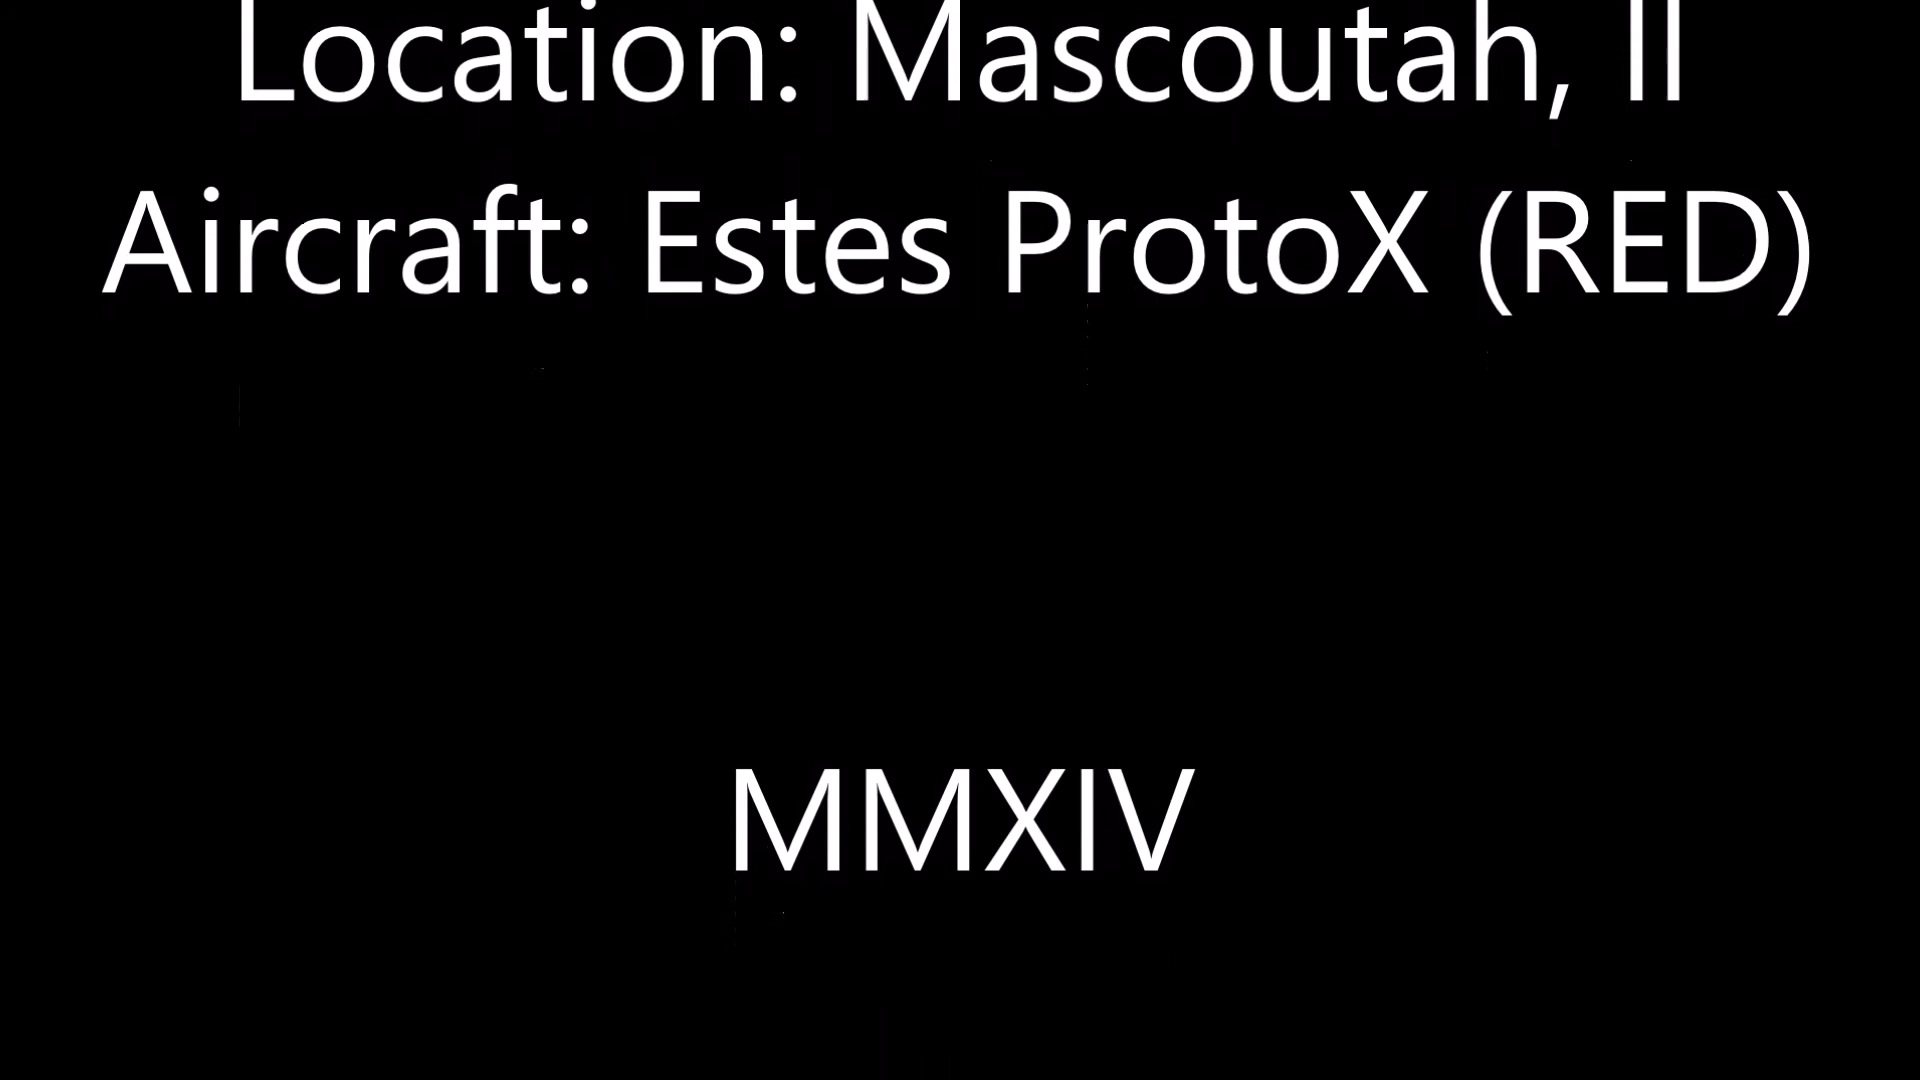 Location: Mascoutah, Il
Aircraft: Estes ProtoX (RED)
MMXIV